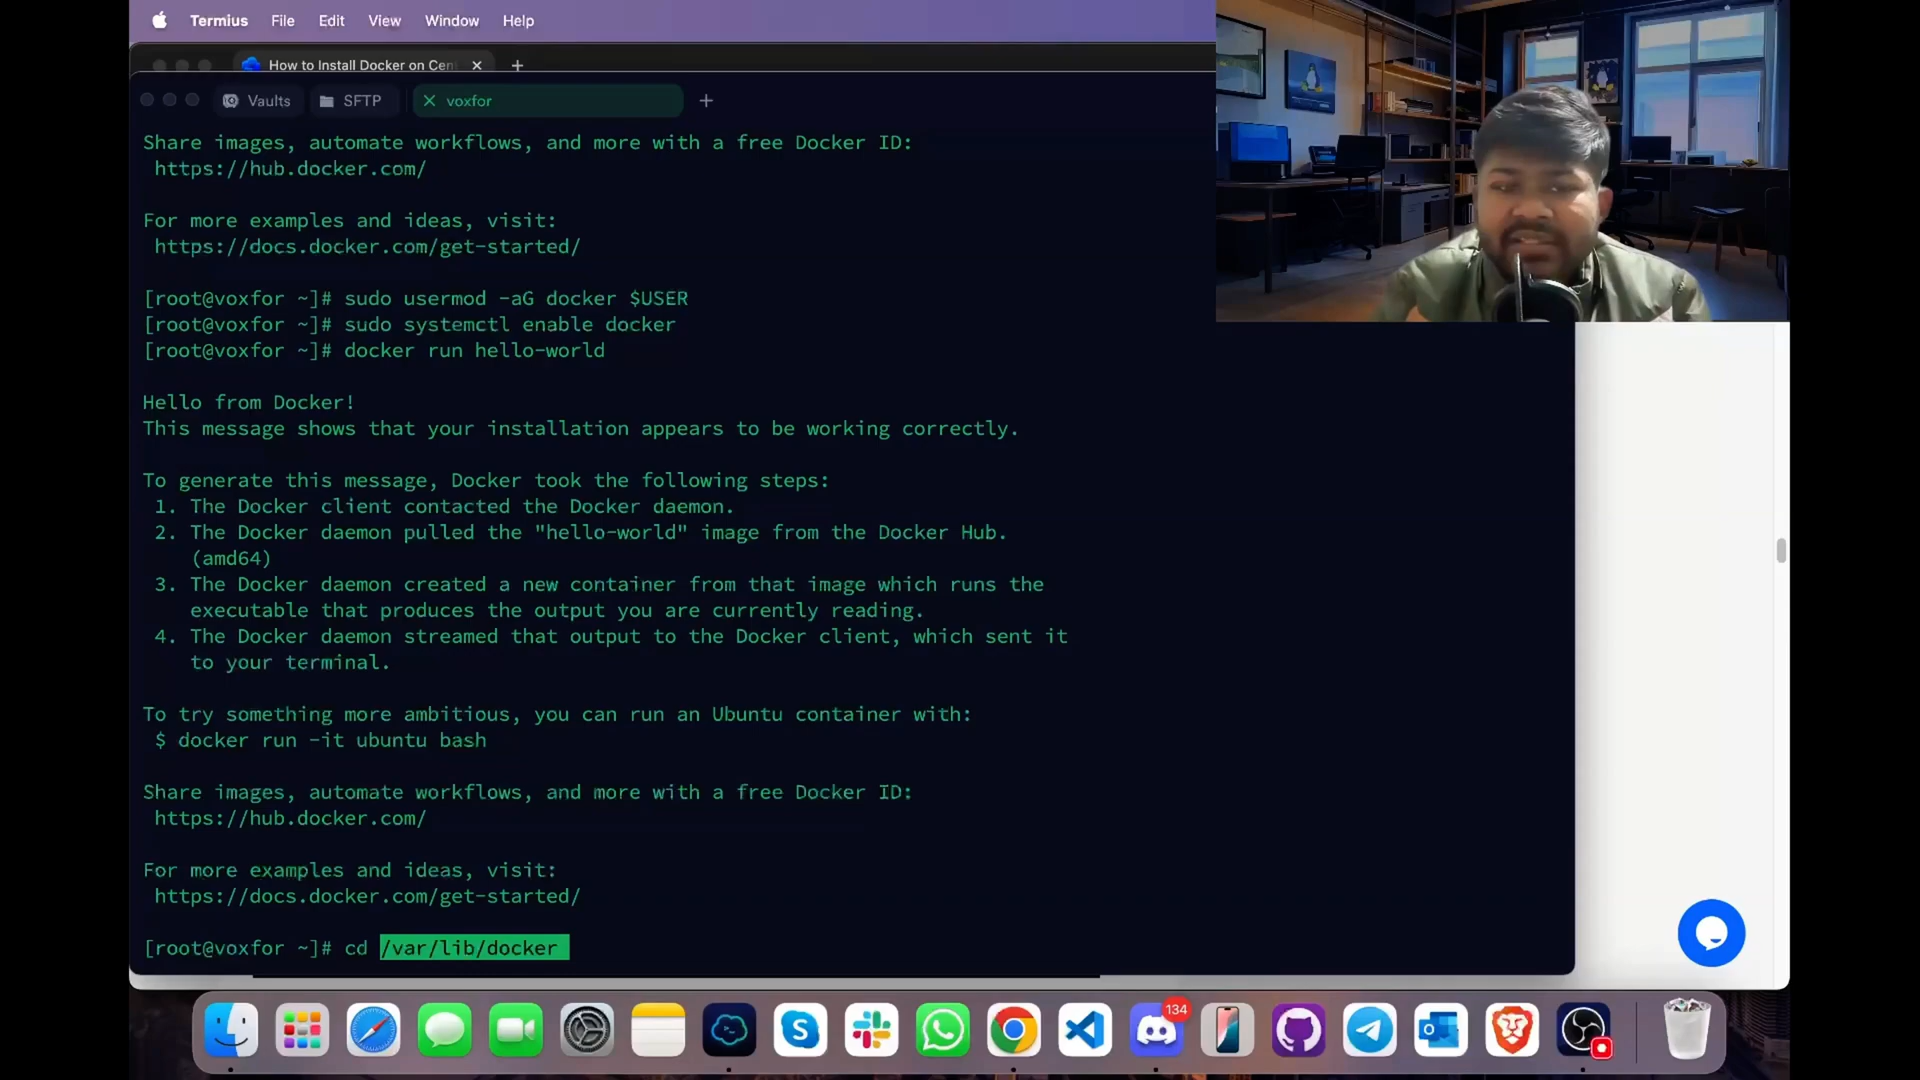 Termius File Edit View Window Help
How to Install Docker on Cen
Vaults SFTP voxfor
Share images, automate workflows, and more with a free Docker ID:
https://hub.docker.com/
For more examples and ideas, visit:
https://docs.docker.com/get-started/
[root@voxfor ~]# sudo usermod -aG docker $USER
[root@voxfor ~]# sudo systemctl enable docker
[root@voxfor ~]# docker run hello-world
Hello from Docker!
This message shows that your installation appears to be working correctly.
To generate this message, Docker took the following steps:
1. The Docker client contacted the Docker daemon.
2. The Docker daemon pulled the "hello-world" image from the Docker Hub.
(amd64)
3. The Docker daemon created a new container from that image which runs the
executable that produces the output you are currently reading.
4. The Docker daemon streamed that output to the Docker client, which sent it
to your terminal.
To try something more ambitious, you can run an Ubuntu container with:
$ docker run -it ubuntu bash
Share images, automate workflows, and more with a free Docker ID:
https://hub.docker.com/
For more examples and ideas, visit:
https://docs.docker.com/get-started/
[root@voxfor ~]# cd /var/lib/docker
134